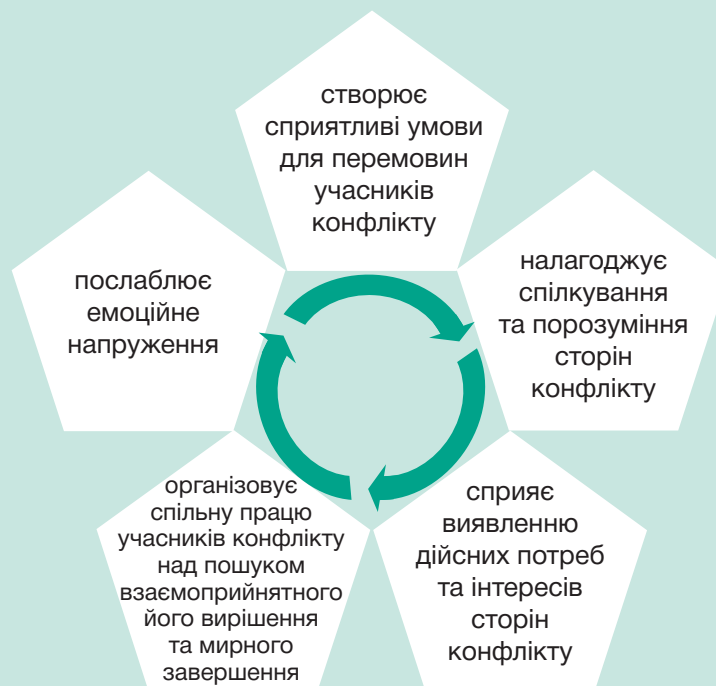 створює
сприятливі умови
для перемовин
учасників
конфлікту
налагоджує
спілкування
та порозуміння
сторін
конфлікту
сприяє
виявленню
дійсних потреб
та інтересів
сторін
конфлікту
організовує
спільну працю
учасників конфлікту
над пошуком
взаємоприйнятного
його вирішення
та мирного
завершення
послаблює
емоційне
напруження